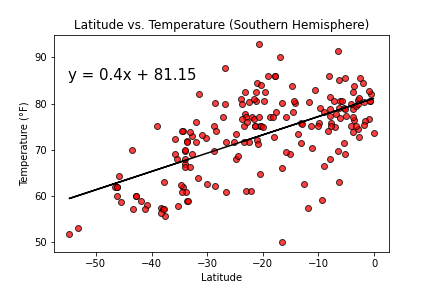 Latitude vs. Temperature (Southern Hemisphere)
90
y = 0.4x + 81.15
80
70
60
50
Temperature (°F)
−50
−40
−30
−20
−10
0
Latitude